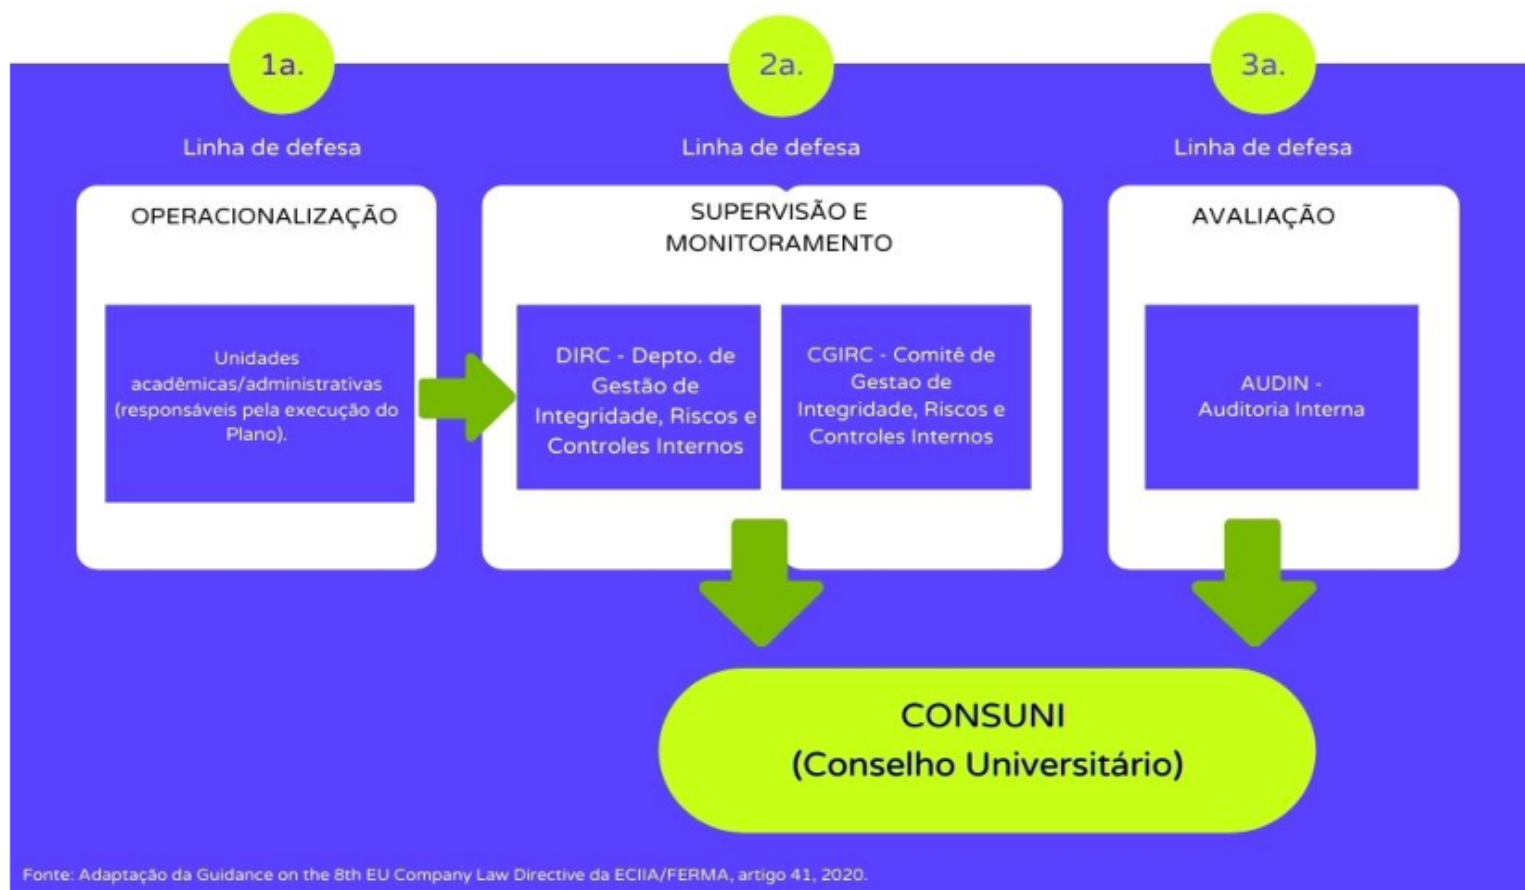 1a.
Linha de defesa
OPERACIONALIZAÇÃO
Unidades
acadêmicas/administrativas
(responsáveis pela execução do
Plano).
2a.
Linha de defesa
SUPERVISÃO E
MONITORAMENTO
DIRC - Depto. de
Gestão de
Integridade, Riscos e
Controles Internos
CGIRC - Comitê de
Gestao de
Integridade, Riscos e
Controles Internos
3a.
Linha de defesa
AVALIAÇÃO
AUDIN -
Auditoria Interna
CONSUNI
(Conselho Universitário)
Fonte: Adaptação da Guidance on the 8th EU Company Law Directive da ECIIA/FERMA, artigo 41, 2020.